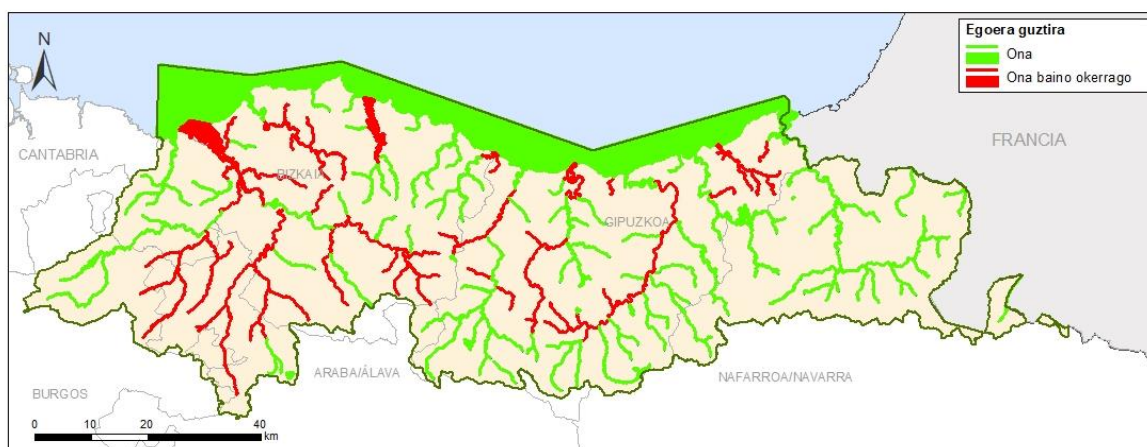 N
Egoera guztira
Ona
Ona baino okerrago
CANTABRIA
FRANCIA
BIZKAIA
GIPUZKOA
ARABA/ÁLAVA
NAFARROA/NAVARRA
BURGOS
0 10 20 40
km